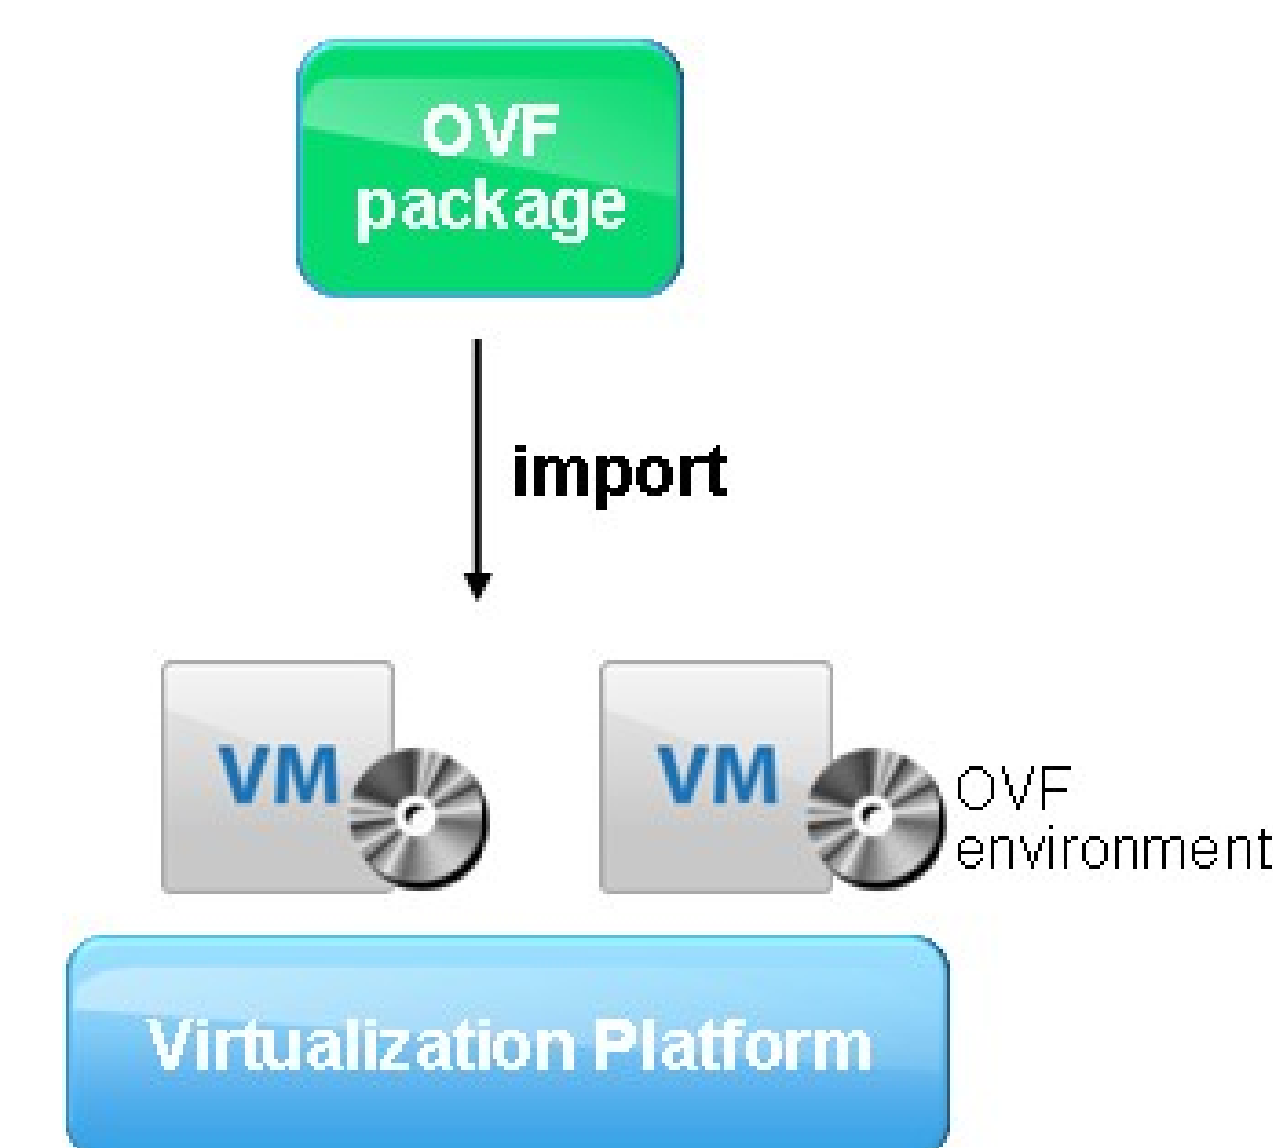 OVF
package
import
VM
VM
OVF
environment
Virtualization Platform